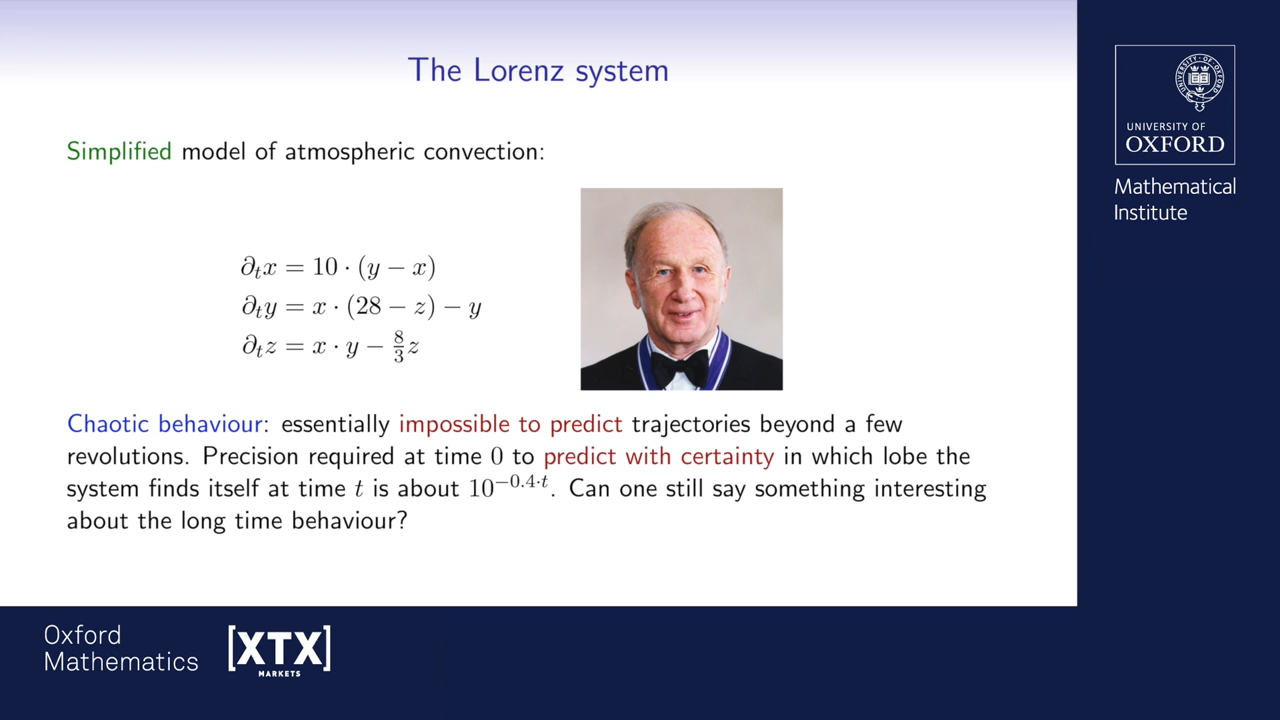 The Lorenz system
Simplified model of atmospheric convection:
∂ₜx = 10 · (y − x)
∂ₜy = x · (28 − z) − y
∂ₜz = x · y − 8/3 z
Chaotic behaviour: essentially impossible to predict trajectories beyond a few
revolutions. Precision required at time 0 to predict with certainty in which lobe the
system finds itself at time t is about 10^{−0.4·t}. Can one still say something interesting
about the long time behaviour?
UNIVERSITY OF
OXFORD
Mathematical
Institute
Oxford
Mathematics
[XTX]
MARKETS